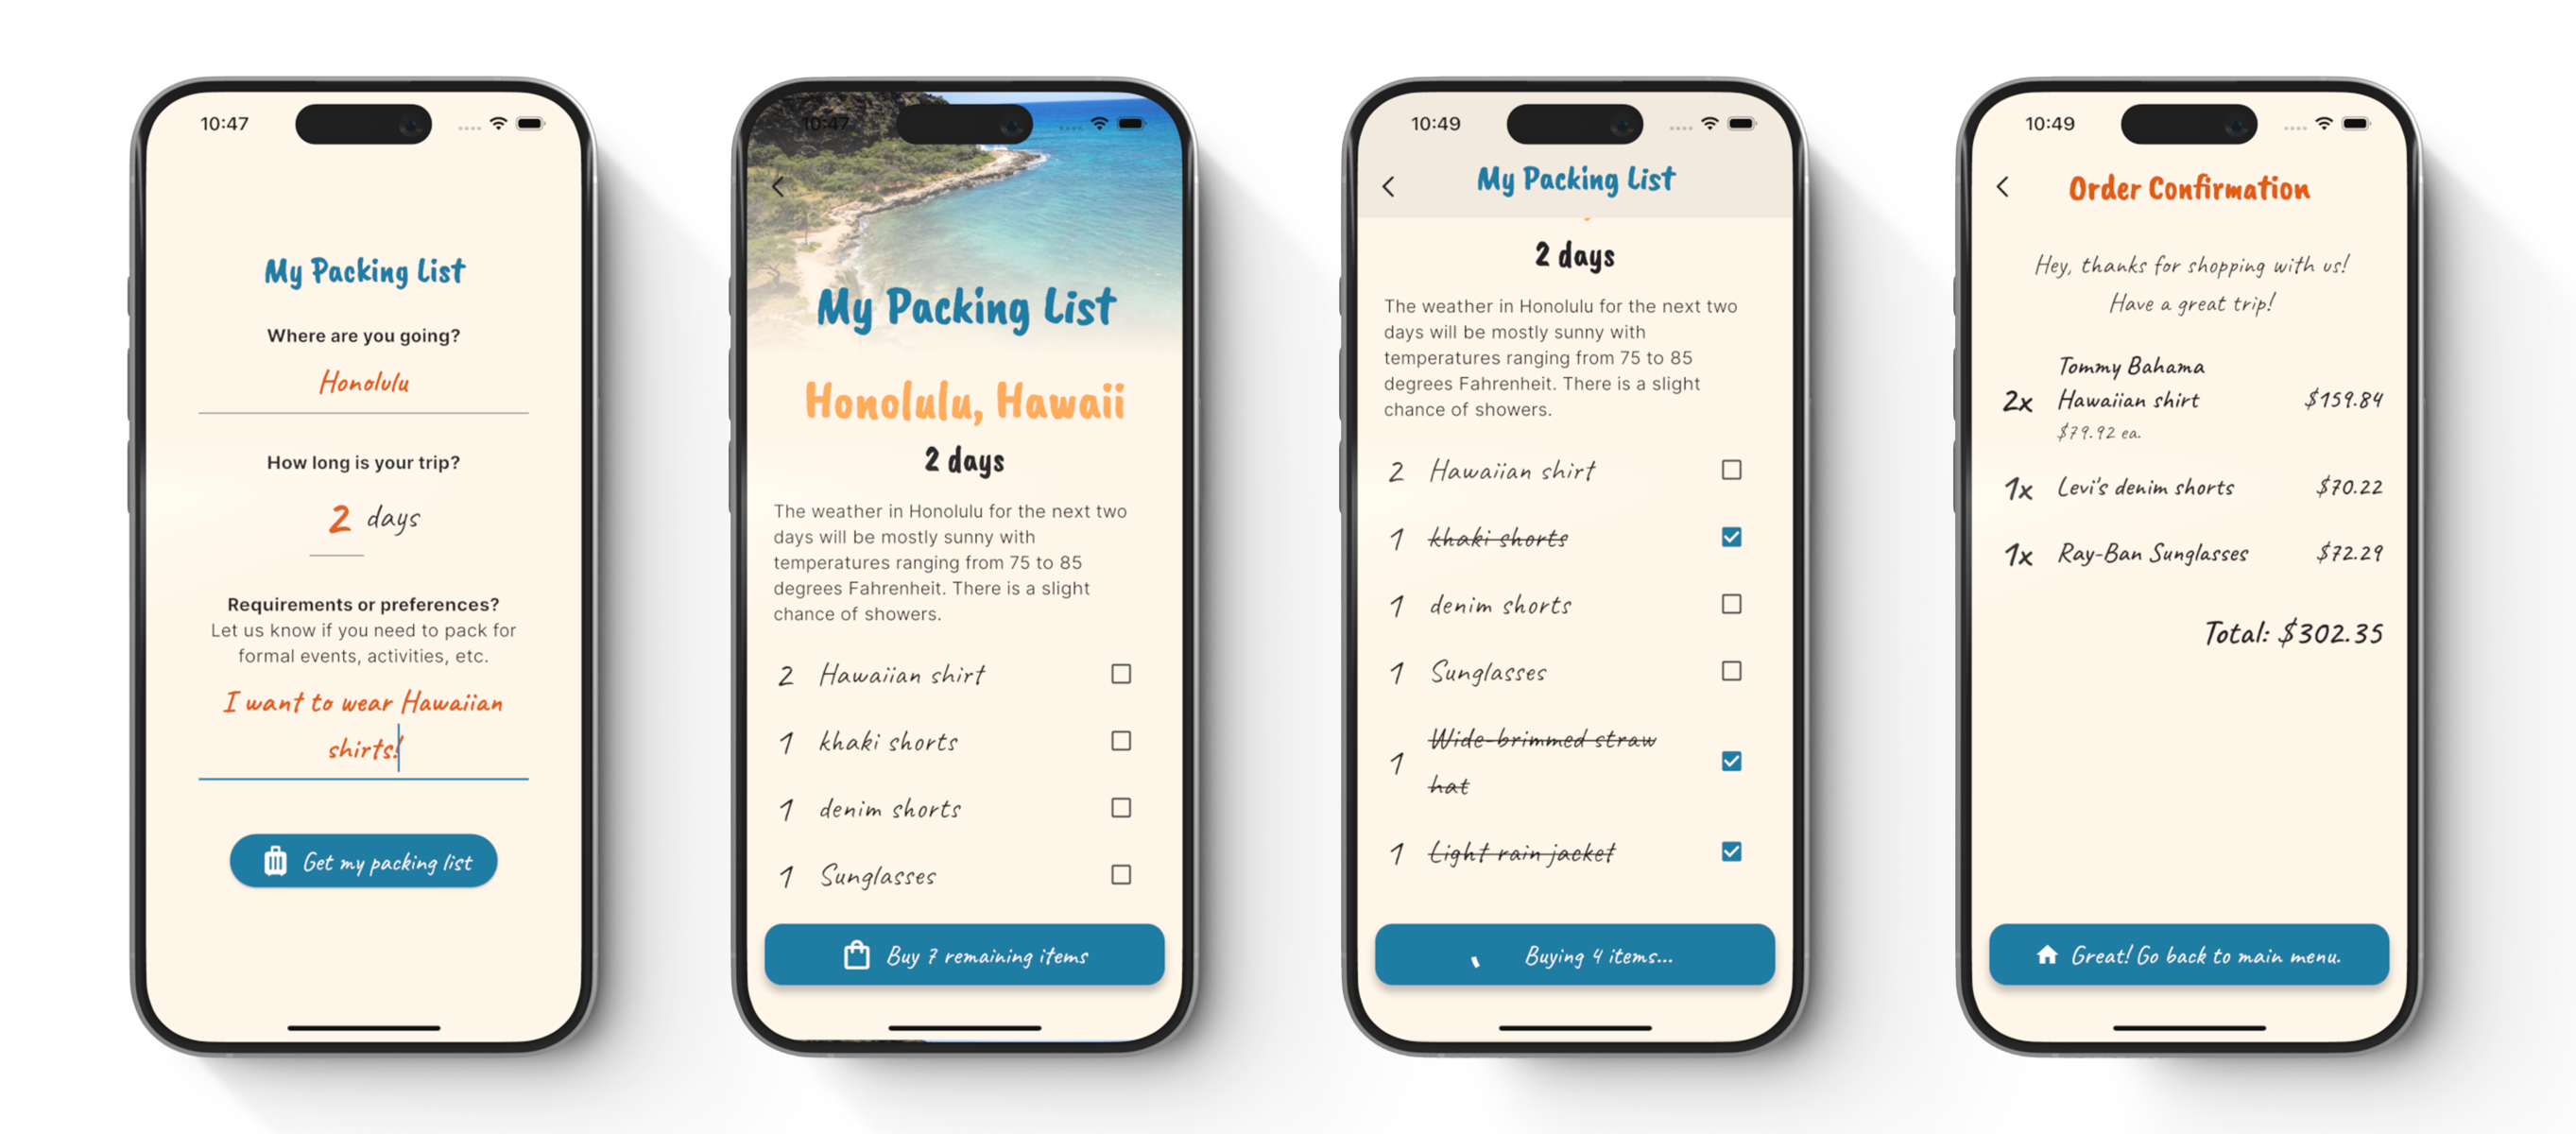 10:47
My Packing List
Where are you going?
Honolulu
How long is your trip?
2 days
Requirements or preferences?
Let us know if you need to pack for
formal events, activities, etc.
I want to wear Hawaiian
shirts!
Get my packing list
10:47
My Packing List
Honolulu, Hawaii
2 days
The weather in Honolulu for the next two
days will be mostly sunny with
temperatures ranging from 75 to 85
degrees Fahrenheit. There is a slight
chance of showers.
2 Hawaiian shirt
1 khaki shorts
1 denim shorts
1 Sunglasses
Buy 7 remaining items
10:49
My Packing List
2 days
The weather in Honolulu for the next two
days will be mostly sunny with
temperatures ranging from 75 to 85
degrees Fahrenheit. There is a slight
chance of showers.
2 Hawaiian shirt
1 khaki shorts
1 denim shorts
1 Sunglasses
1 Wide-brimmed straw
hat
1 Light rain jacket
Buying 4 items...
10:49
Order Confirmation
Hey, thanks for shopping with us!
Have a great trip!
Tommy Bahama
2x Hawaiian shirt $159.84
$79.92 ea.
1x Levi's denim shorts $70.22
1x Ray-Ban Sunglasses $72.29
Total: $302.35
Great! Go back to main menu.